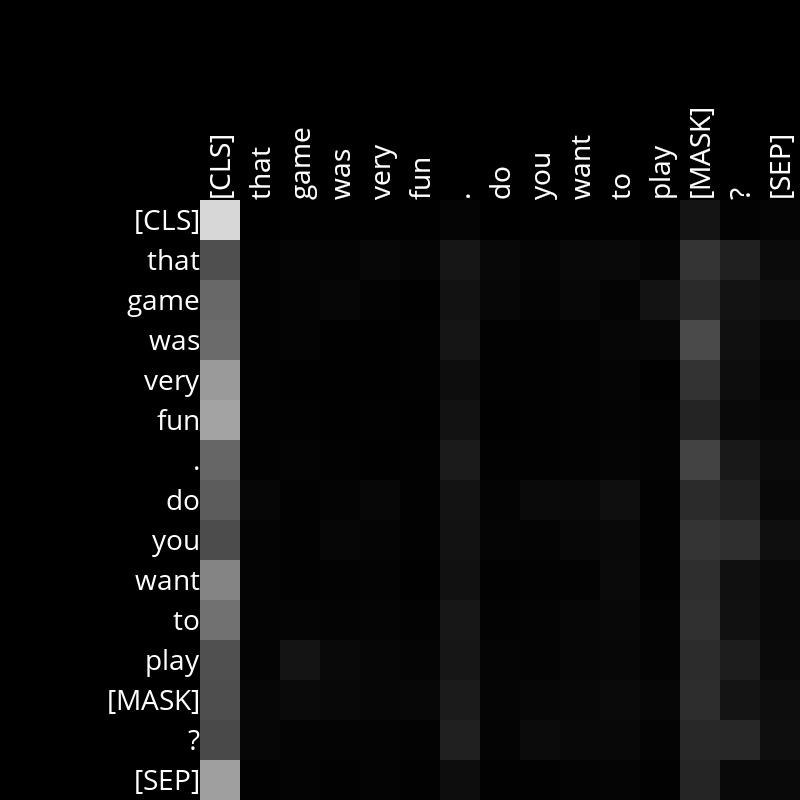 [CLS] that game was very fun . do you want to play [MASK] ? [SEP]
[CLS]
that
game
was
very
fun
.
do
you
want
to
play
[MASK]
?
[SEP]